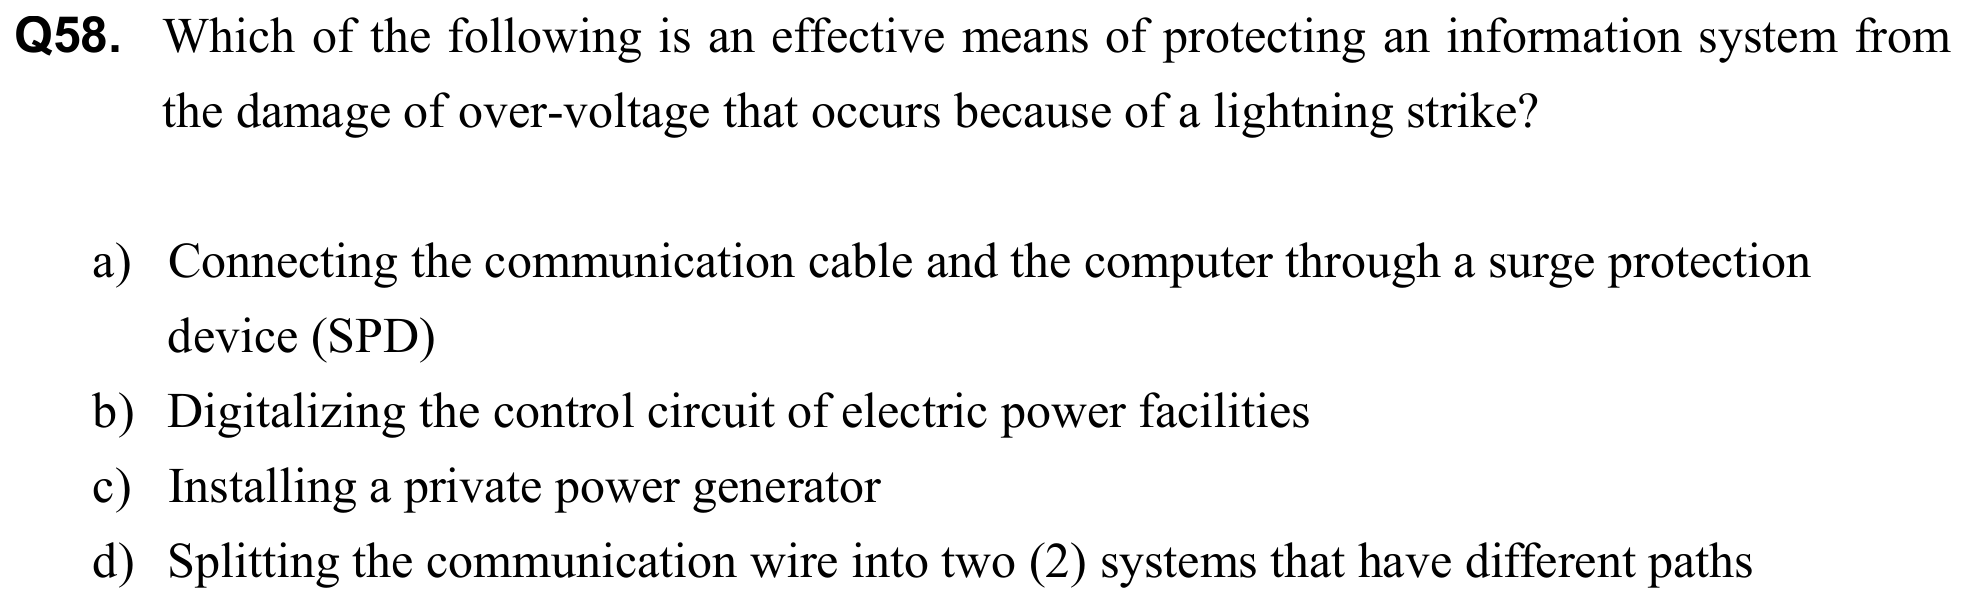 Q58. Which of the following is an effective means of protecting an information system from
the damage of over-voltage that occurs because of a lightning strike?
a) Connecting the communication cable and the computer through a surge protection
device (SPD)
b) Digitalizing the control circuit of electric power facilities
c) Installing a private power generator
d) Splitting the communication wire into two (2) systems that have different paths